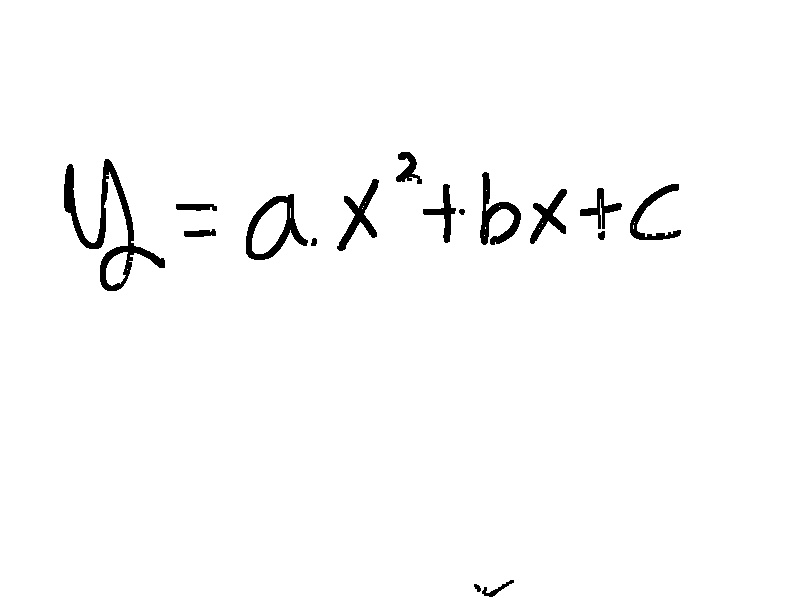 y = ax² + bx + c